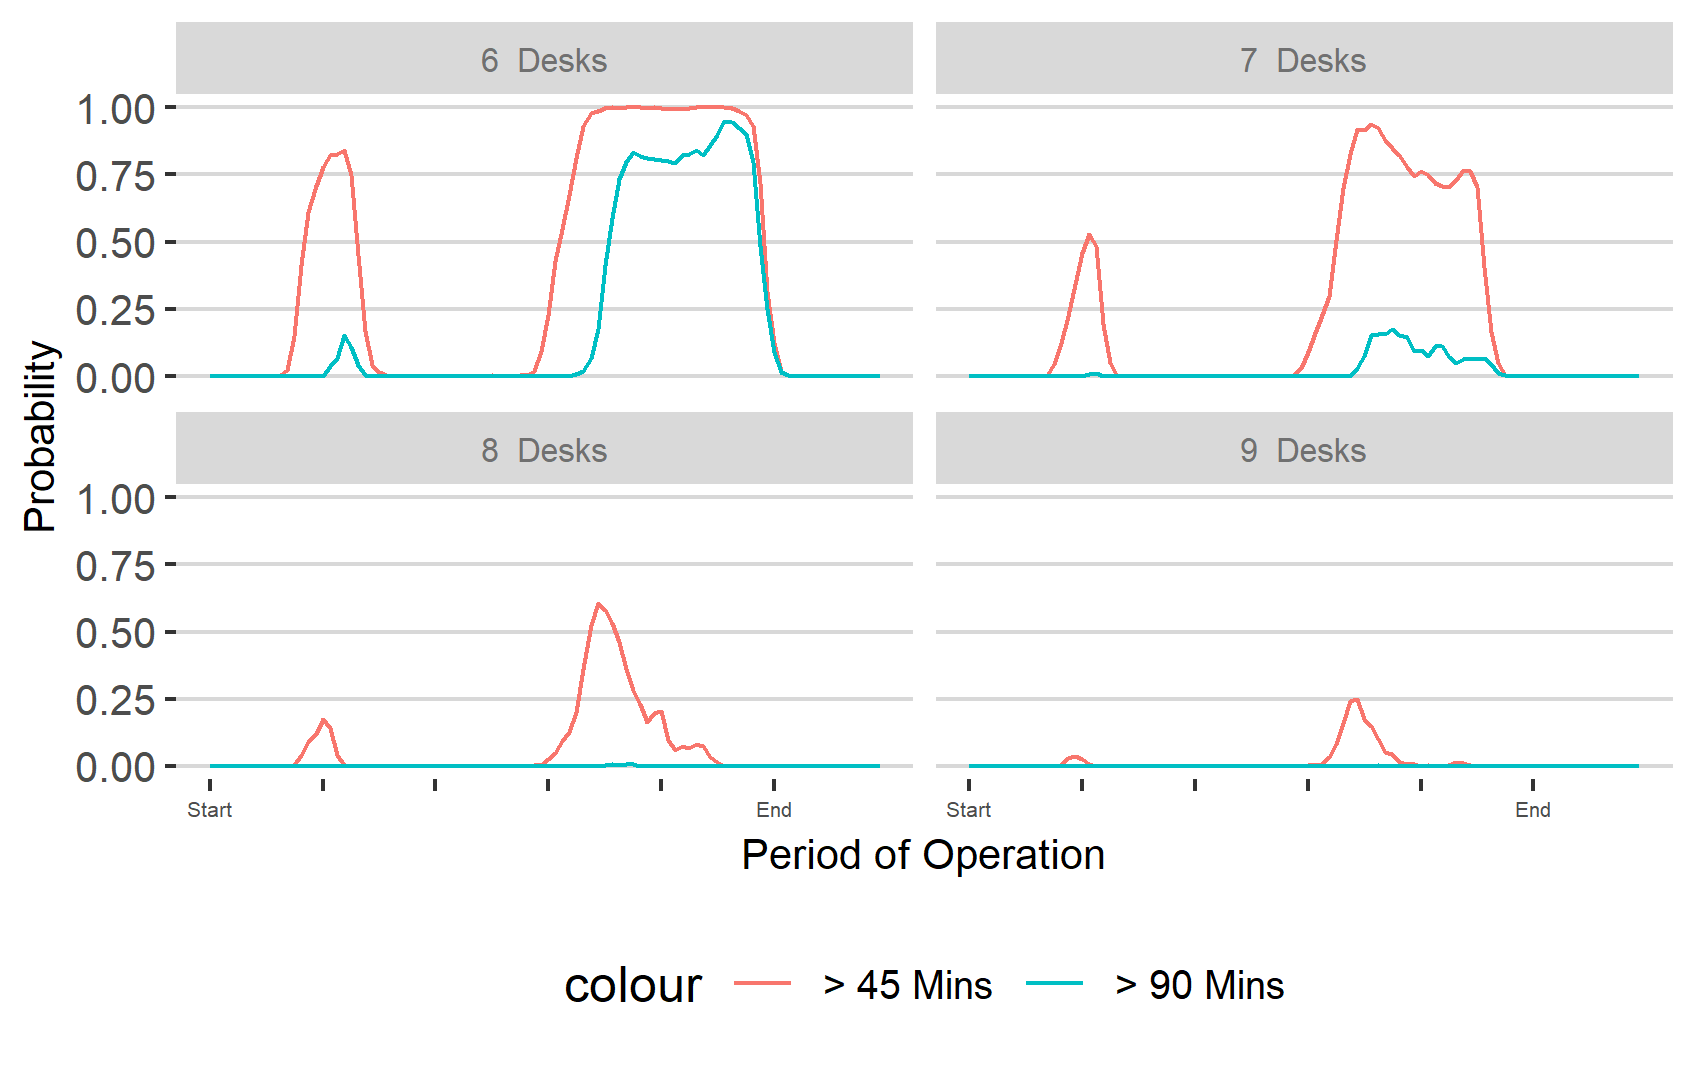 6 Desks
7 Desks
1.00
0.75
0.50
0.25
0.00
Probability
8 Desks
9 Desks
1.00
0.75
0.50
0.25
0.00
Start End Start End
Period of Operation
colour > 45 Mins > 90 Mins